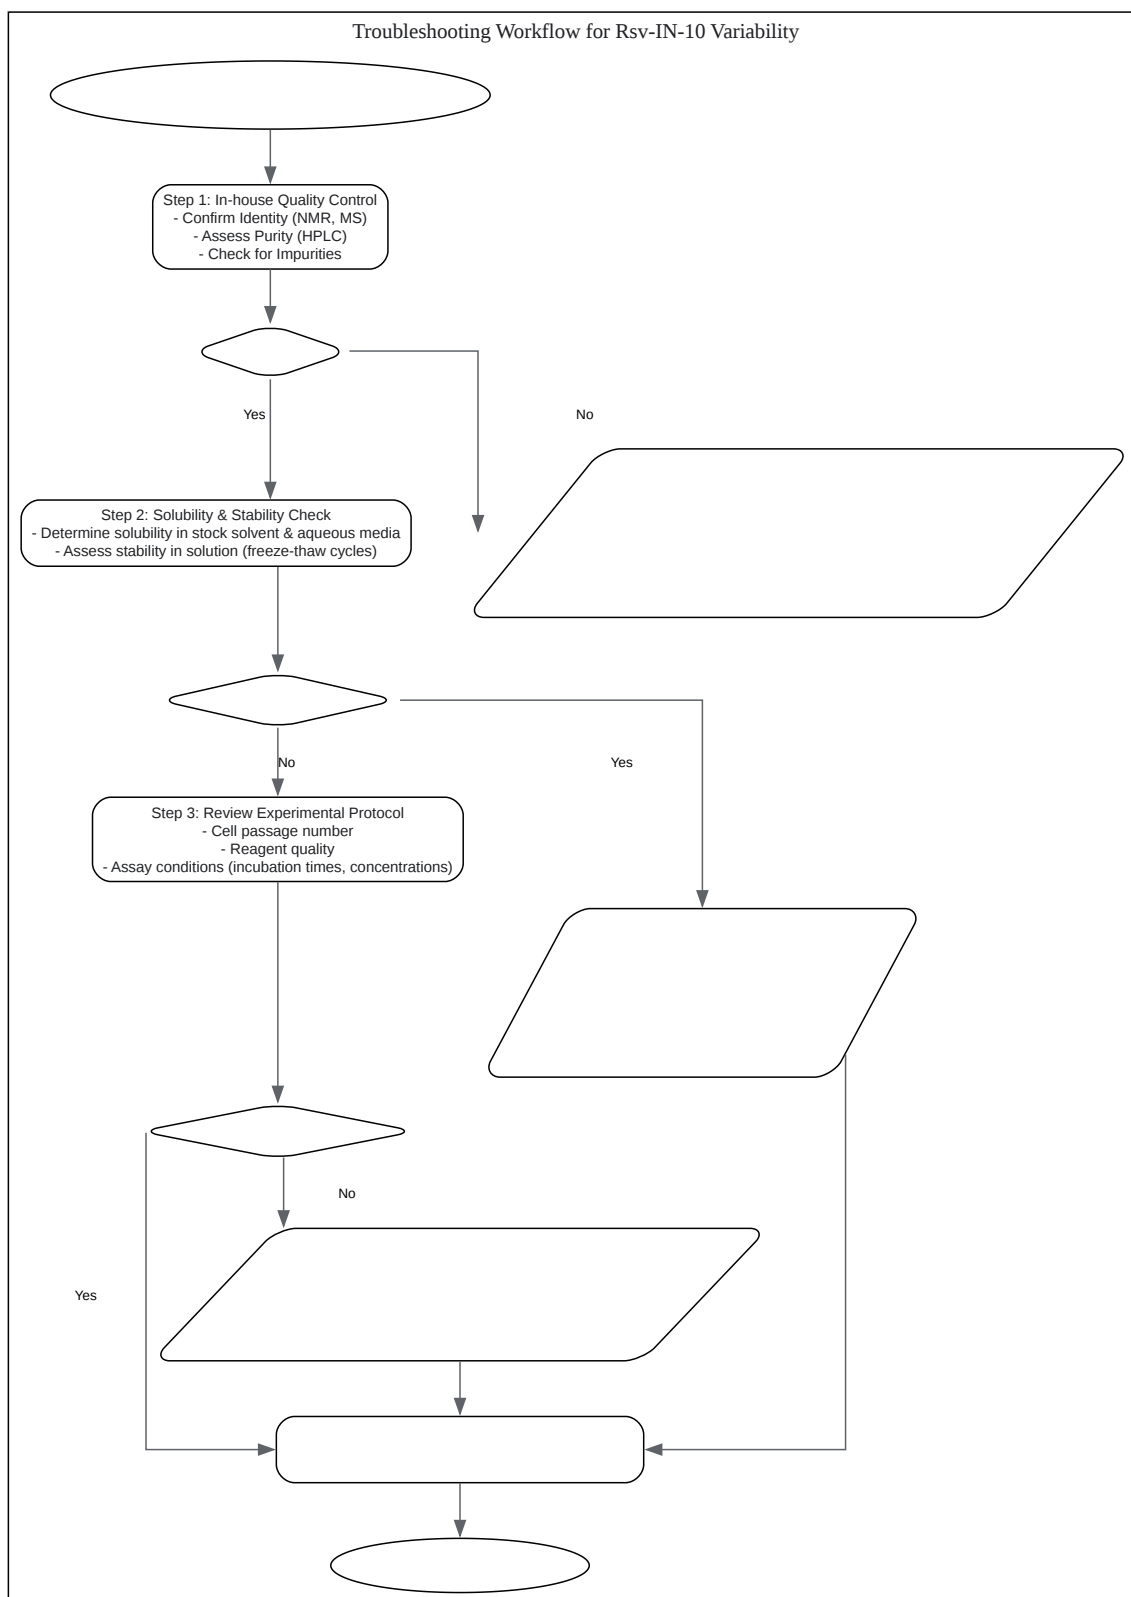 Troubleshooting Workflow for Rsv-IN-10 Variability
Step 1: In-house Quality Control
- Confirm Identity (NMR, MS)
- Assess Purity (HPLC)
- Check for Impurities
Yes
No
Step 2: Solubility & Stability Check
- Determine solubility in stock solvent & aqueous media
- Assess stability in solution (freeze-thaw cycles)
No
Yes
Step 3: Review Experimental Protocol
- Cell passage number
- Reagent quality
- Assay conditions (incubation times, concentrations)
No
Yes